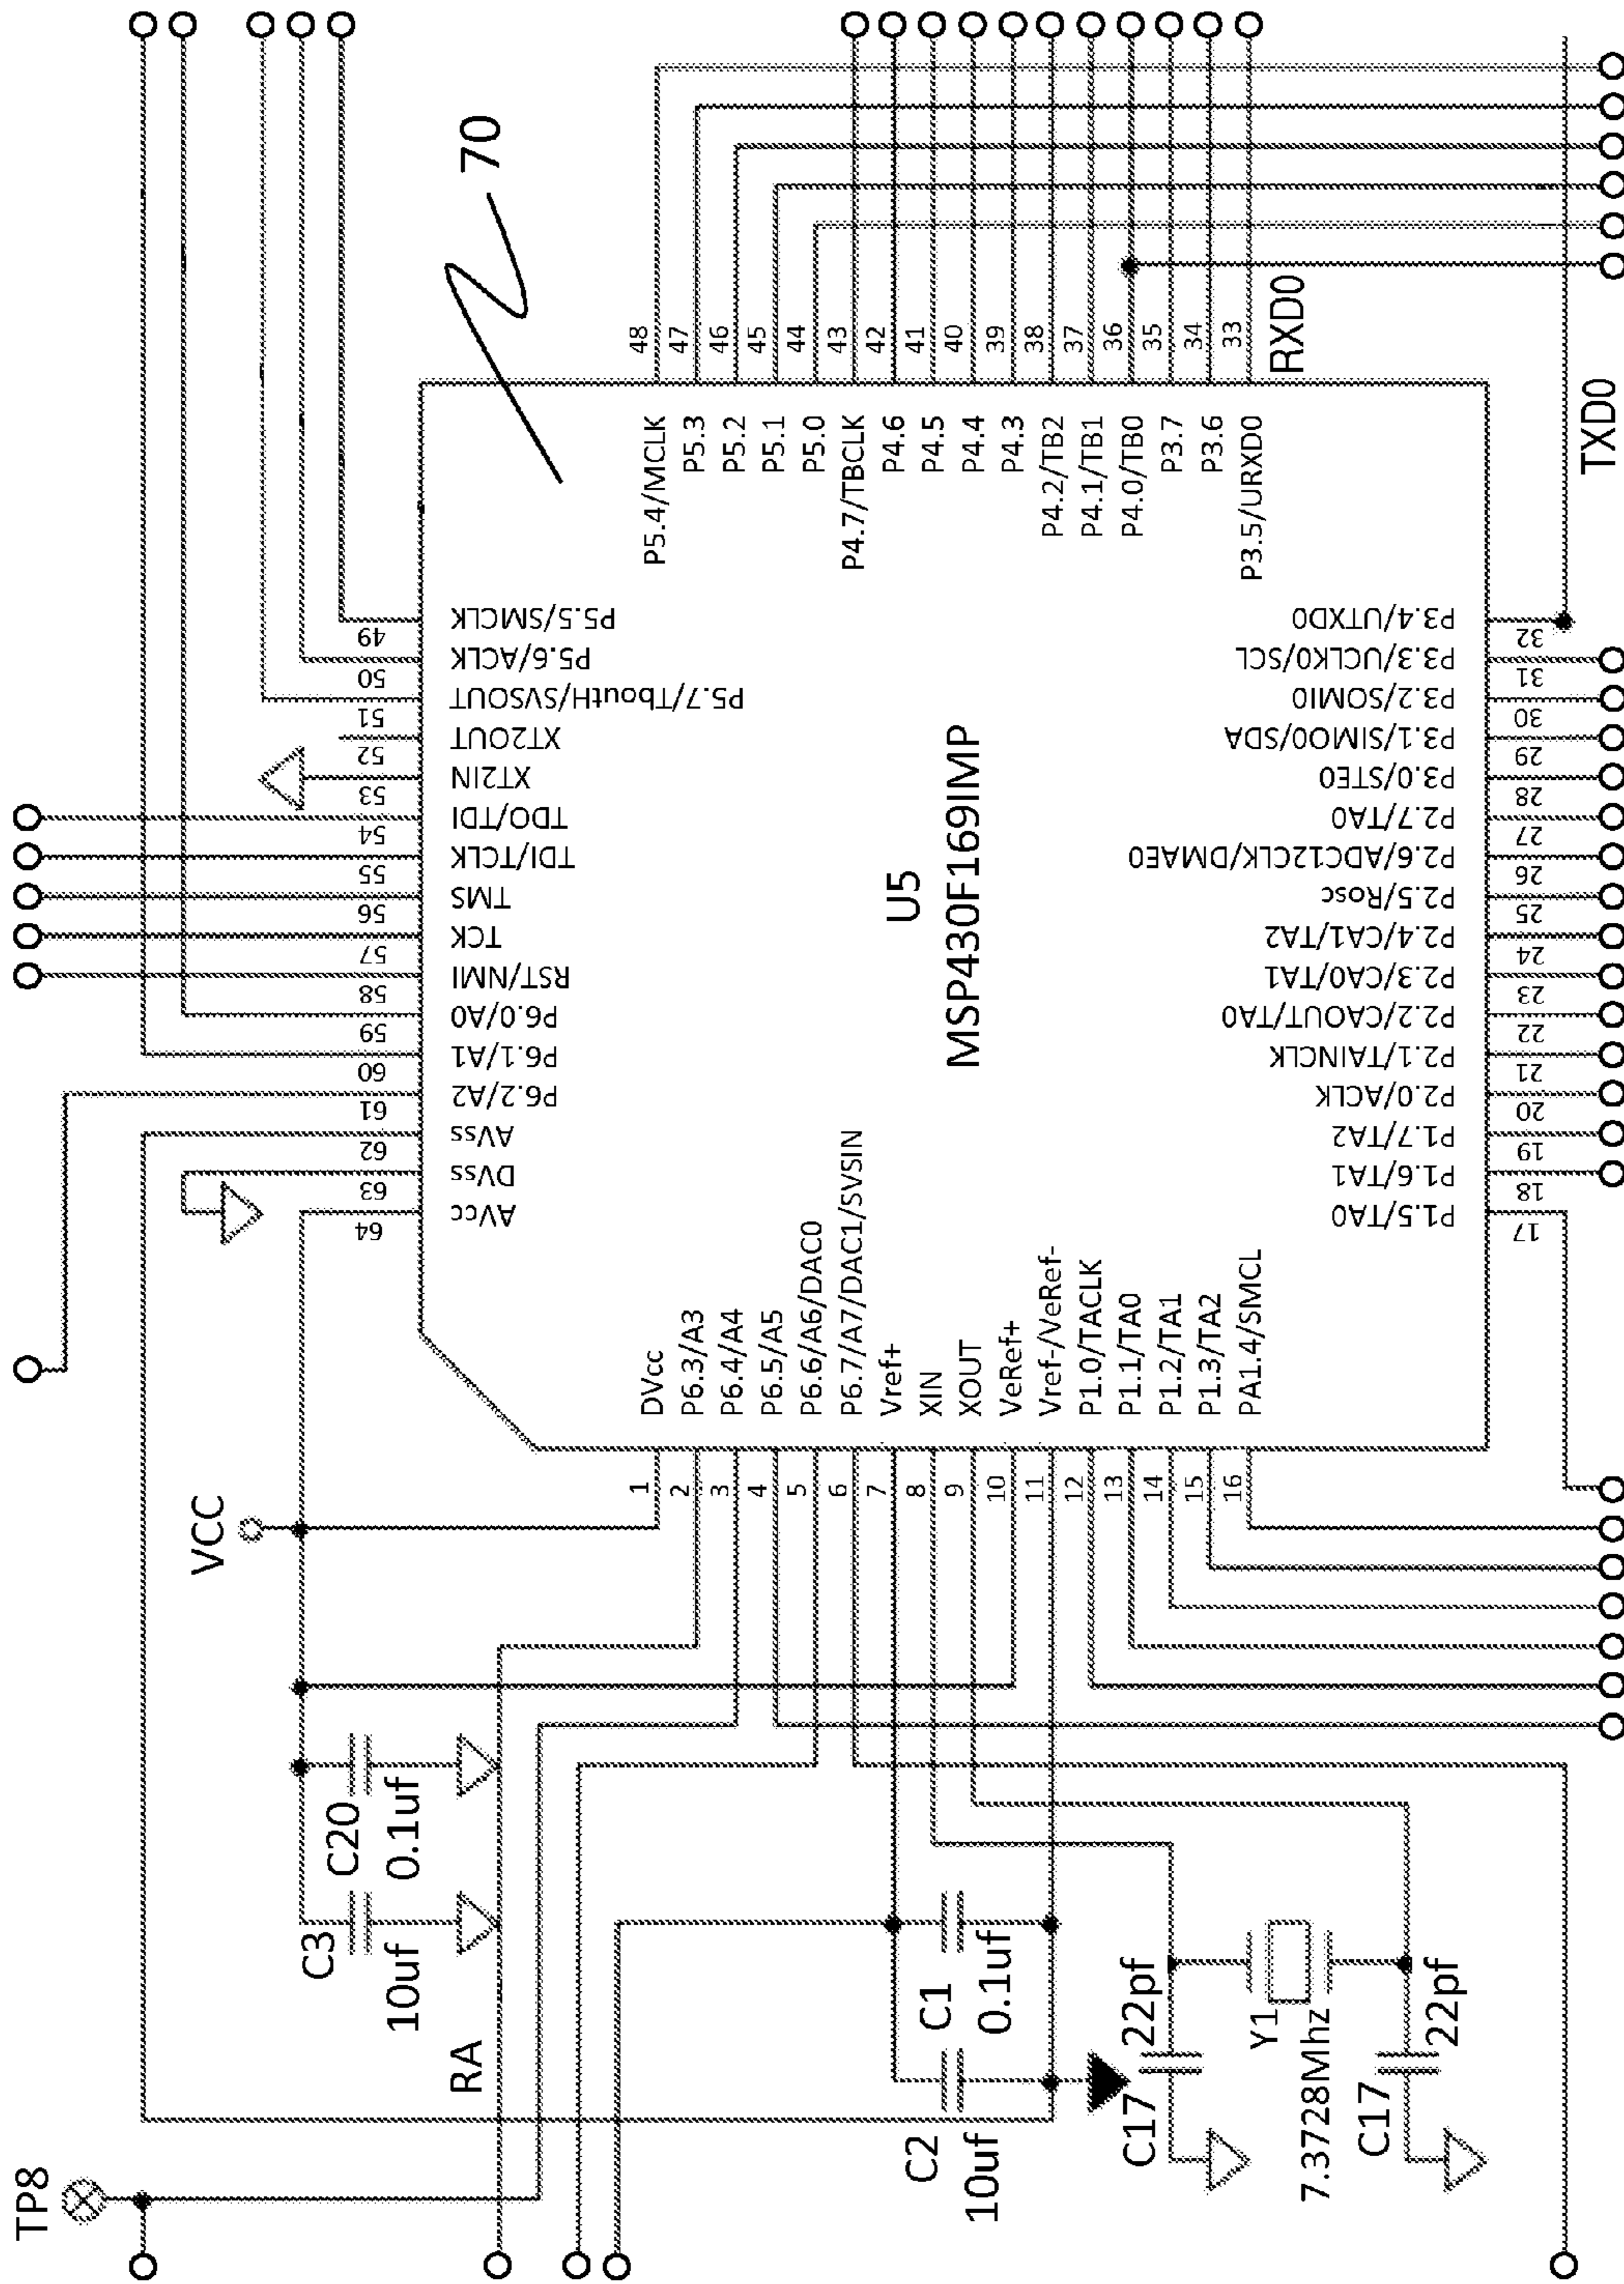 TP8
VCC
C3
10uf
C20
0.1uf
RA
C2
10uf
C1
0.1uf
C17
22pf
Y1
7.3728Mhz
C17
22pf
70
U5
MSP430F169IMP
RXD0
TXD0
1 DVcc
2 P6.3/A3
3 P6.4/A4
4 P6.5/A5
5 P6.6/A6/DAC0
6 P6.7/A7/DAC1/SVSIN
7 Vref+
8 XIN
9 XOUT
10 VeRef+
11 Vref-/VeRef-
12 P1.0/TACLK
13 P1.1/TA0
14 P1.2/TA1
15 P1.3/TA2
16 PA1.4/SMCL
17 P1.5/TA0
18 P1.6/TA1
19 P1.7/TA2
20 P2.0/ACLK
21 P2.1/TAINCLK
22 P2.2/CAOUT/TA0
23 P2.3/CA0/TA1
24 P2.4/CA1/TA2
25 P2.5/Rosc
26 P2.6/ADC12CLK/DMAE0
27 P2.7/TA0
28 P3.0/STE0
29 P3.1/SIMO0/SDA
30 P3.2/SOMI0
31 P3.3/UCLK0/SCL
32 P3.4/UTXD0
33 P3.5/URXD0
34 P3.6
35 P3.7
36 P4.0/TB0
37 P4.1/TB1
38 P4.2/TB2
39 P4.3
40 P4.4
41 P4.5
42 P4.6
43 P4.7/TBCLK
44 P5.0
45 P5.1
46 P5.2
47 P5.3
48 P5.4/MCLK
49 P5.5/SMCLK
50 P5.6/ACLK
51 P5.7/TboutH/SVSOUT
52 XT2OUT
53 XT2IN
54 TDO/TDI
55 TDI/TCLK
56 TMS
57 TCK
58 RST/NMI
59 P6.0/A0
60 P6.1/A1
61 P6.2/A2
62 AVss
63 DVss
64 AVcc